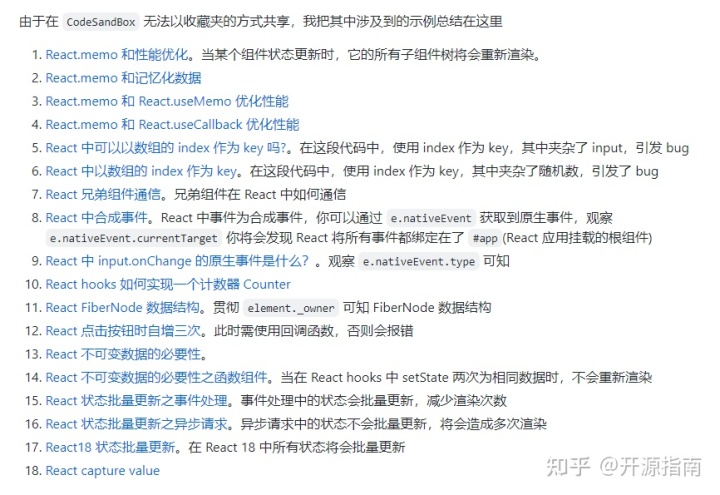 由于在 CodeSandBox 无法以收藏夹的方式共享，我把其中涉及到的示例总结在这里
1. React.memo 和性能优化。当某个组件状态更新时，它的所有子组件树将会重新渲染。
2. React.memo 和记忆化数据
3. React.memo 和 React.useMemo 优化性能
4. React.memo 和 React.useCallback 优化性能
5. React 中可以以数组的 index 作为 key 吗?。在这段代码中，使用 index 作为 key，其中夹杂了 input，引发 bug
6. React 中以数组的 index 作为 key。在这段代码中，使用 index 作为 key，其中夹杂了随机数，引发了 bug
7. React 兄弟组件通信。兄弟组件在 React 中如何通信
8. React 中合成事件。React 中事件为合成事件，你可以通过 e.nativeEvent 获取到原生事件，观察
e.nativeEvent.currentTarget 你将会发现 React 将所有事件都绑定在了 #app (React 应用挂载的根组件)
9. React 中 input.onChange 的原生事件是什么？。观察 e.nativeEvent.type 可知
10. React hooks 如何实现一个计数器 Counter
11. React FiberNode 数据结构。贯彻 element._owner 可知 FiberNode 数据结构
12. React 点击按钮时自增三次。此时需使用回调函数，否则会报错
13. React 不可变数据的必要性。
14. React 不可变数据的必要性之函数组件。当在 React hooks 中 setState 两次为相同数据时，不会重新渲染
15. React 状态批量更新之事件处理。事件处理中的状态会批量更新，减少渲染次数
16. React 状态批量更新之异步请求。异步请求中的状态不会批量更新，将会造成多次渲染
17. React18 状态批量更新。在 React 18 中所有状态将会批量更新
18. React capture value
知乎 @开源指南